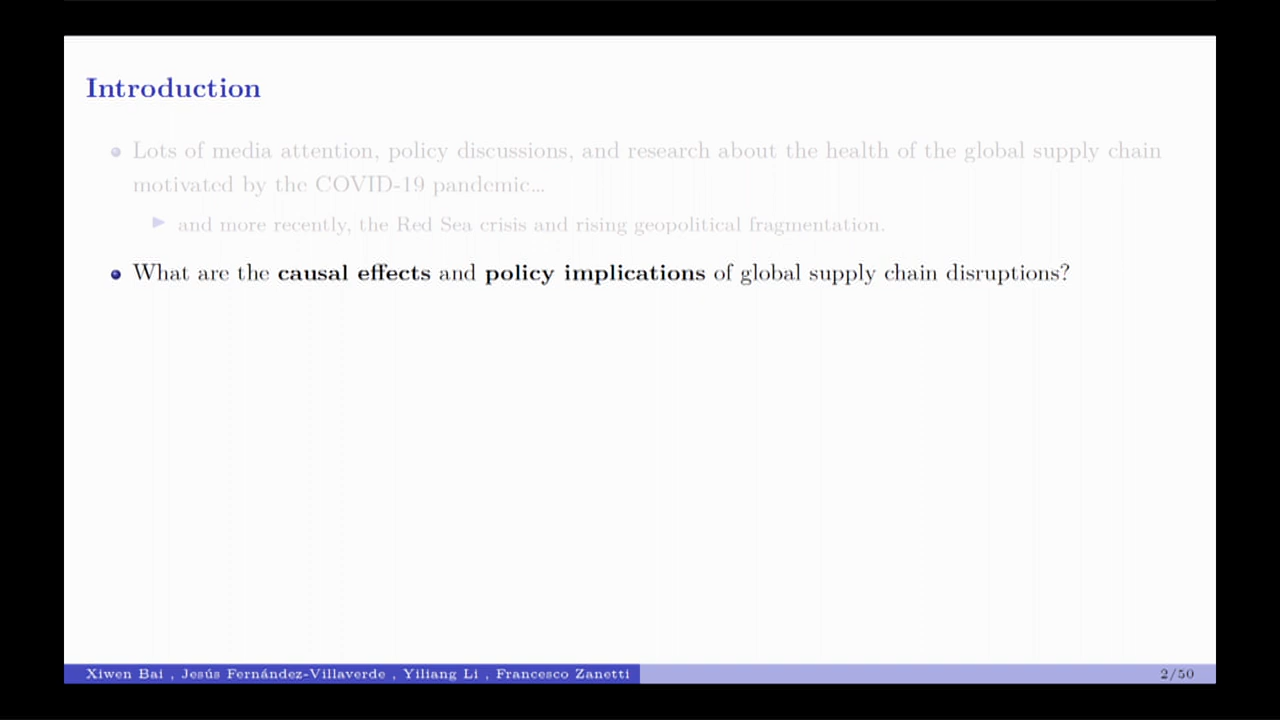 Introduction
Lots of media attention, policy discussions, and research about the health of the global supply chain
motivated by the COVID-19 pandemic...
and more recently, the Red Sea crisis and rising geopolitical fragmentation.
What are the causal effects and policy implications of global supply chain disruptions?
Xiwen Bai , Jesús Fernández-Villaverde , Yiliang Li , Francesco Zanetti
2/50